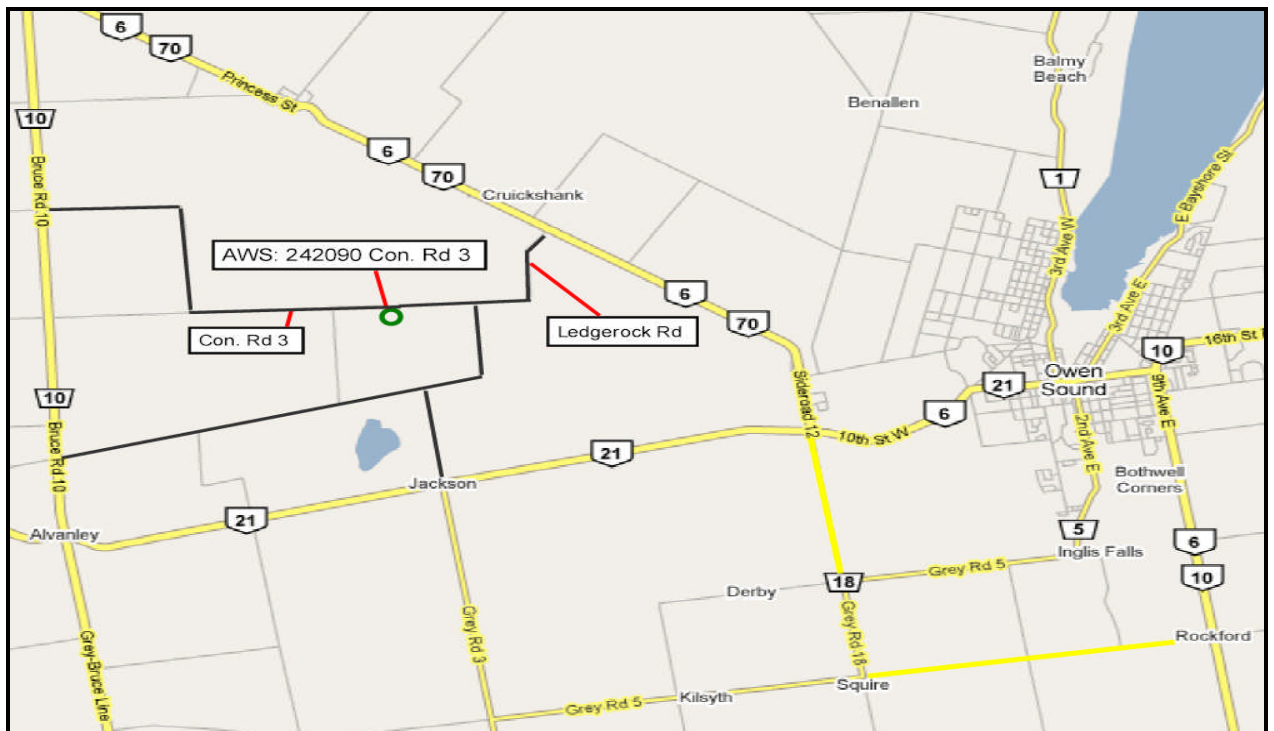 6
70
Princess St
Balmy
Beach
Benallen
10
Bruce Rd 10
6
70
Cruickshank
1
E Bayshore St
3rd Ave W
AWS: 242090 Con. Rd 3
6
70
Ledgerock Rd
Con. Rd 3
3rd Ave E
16th St E
10
Owen
Sound
21
9th Ave E
Sideroad 12
10
6
Bruce Rd 10
10th St W
2nd Ave E
21
Jackson
Bothwell
Corners
21
Alvanley
5
Inglis Falls
6
10
Grey Rd 5
18
Derby
Grey Rd 3
Grey Rd 18
Rockford
Grey-Bruce Line
Squire
Kilsyth
Grey Rd 5